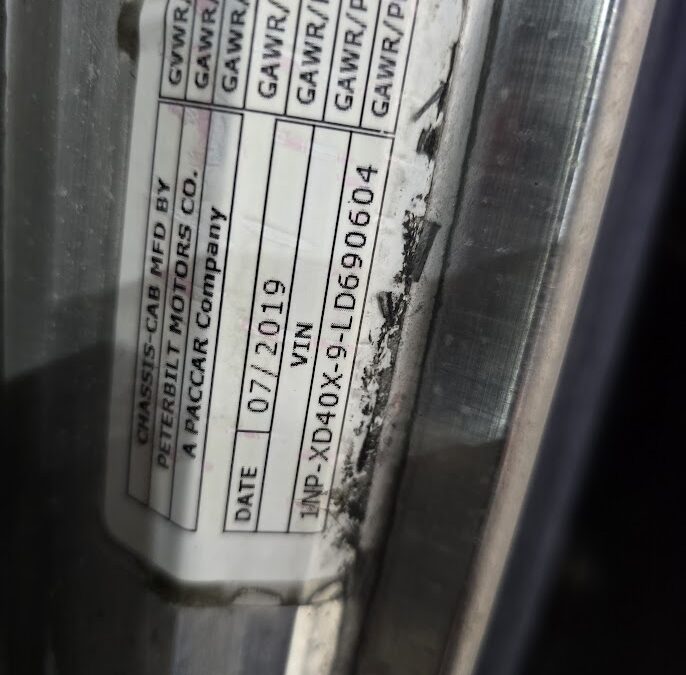 CHASSIS-CAB MFD BY
PETERBILT MOTORS CO.
A PACCAR Company
DATE 07/2019
VIN
1NP-XD40X-9-LD690604
GVWR/
GAWR/
GAWR/
GAWR/
GAWR/
GAWR/P
GAWR/P